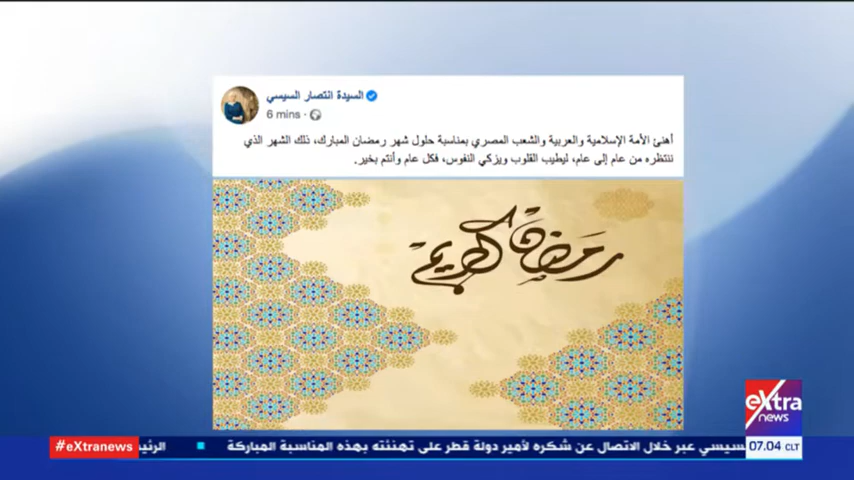 السيدة انتصار السيسي
6 mins ·
أهنئ الأمة الإسلامية والعربية والشعب المصري بمناسبة حلول شهر رمضان المبارك، ذلك الشهر الذي
ننتظره من عام إلى عام، ليطيب القلوب ويزكي النفوس، فكل عام وأنتم بخير.
رمضان كريم
eXtra
news
#eXtranews
سيسي عبر خلال الاتصال عن شكره لأمير دولة قطر على تهنئته بهذه المناسبة المباركة ■ الرئي
07.04 CLT